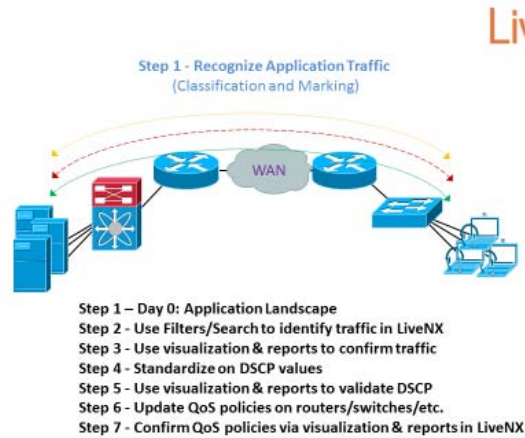 Liv
Step 1 - Recognize Application Traffic
(Classification and Marking)
WAN
Step 1 – Day 0: Application Landscape
Step 2 - Use Filters/Search to identify traffic in LiveNX
Step 3 - Use visualization & reports to confirm traffic
Step 4 - Standardize on DSCP values
Step 5 - Use visualization & reports to validate DSCP
Step 6 - Update QoS policies on routers/switches/etc.
Step 7 - Confirm QoS policies via visualization & reports in LiveNX